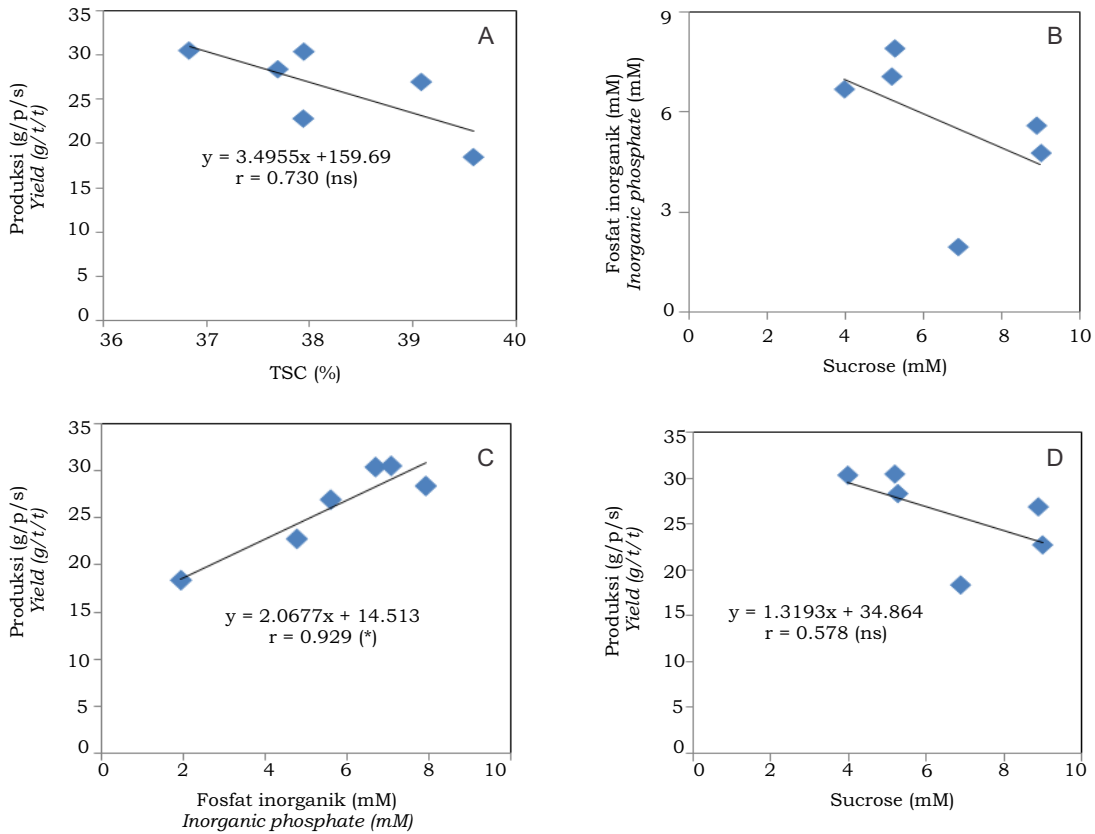 A
Produksi (g/p/s)
Yield (g/t/t)
35
30
25
20
15
10
5
0
y = 3.4955x +159.69
r = 0.730 (ns)
36
37
38
39
40
TSC (%)
B
Fosfat inorganik (mM)
Inorganic phosphate (mM)
9
6
3
0
0
2
4
6
8
10
Sucrose (mM)
C
Produksi (g/p/s)
Yield (g/t/t)
35
30
25
20
15
10
5
0
y = 2.0677x + 14.513
r = 0.929 (*)
2
4
6
8
10
Fosfat inorganik (mM)
Inorganic phosphate (mM)
D
Produksi (g/p/s)
Yield (g/t/t)
35
30
25
20
15
10
5
0
y = 1.3193x + 34.864
r = 0.578 (ns)
0
2
4
6
8
10
Sucrose (mM)